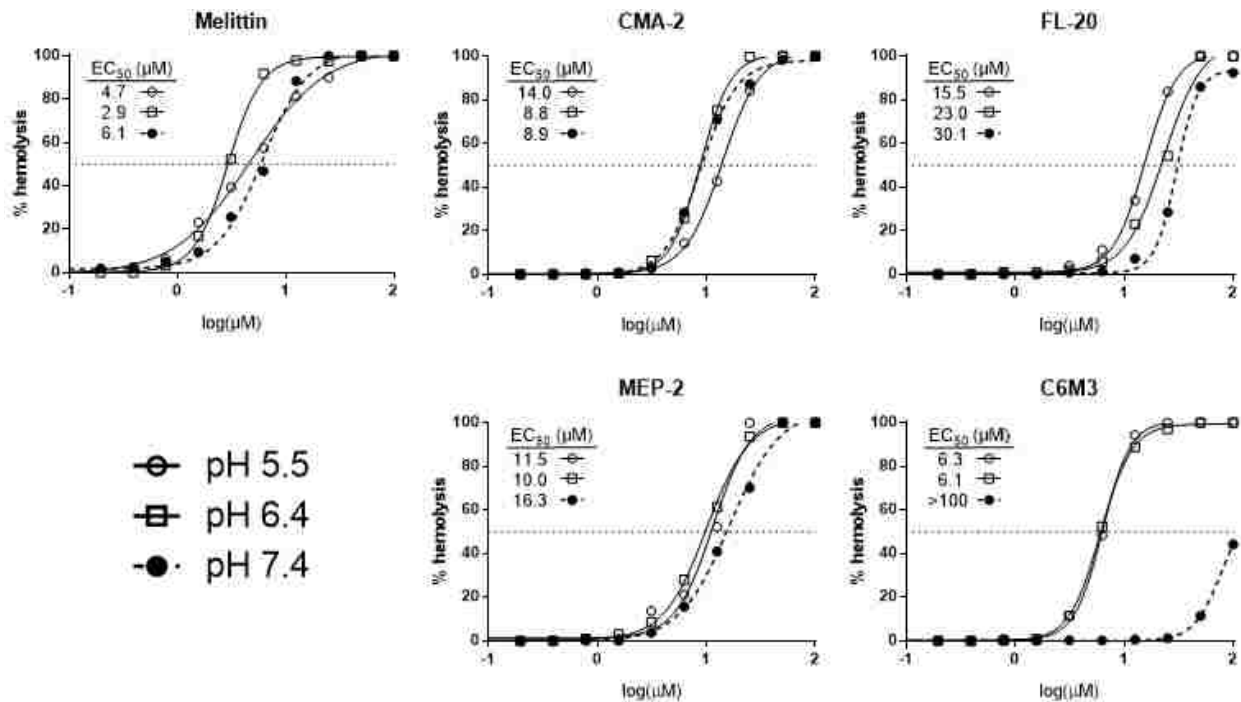 Melittin
100
80
60
40
20
0
% hemolysis
EC50 (µM)
4.7
2.9
6.1
-1 0 1 2
log(µM)
CMA-2
100
80
60
40
20
0
% hemolysis
EC50 (µM)
14.0
8.8
8.9
-1 0 1 2
log(µM)
FL-20
100
80
60
40
20
0
% hemolysis
EC50 (µM)
15.5
23.0
30.1
-1 0 1 2
log(µM)
pH 5.5
pH 6.4
pH 7.4
MEP-2
100
80
60
40
20
0
% hemolysis
EC50 (µM)
11.5
10.0
16.3
-1 0 1 2
log(µM)
C6M3
100
80
60
40
20
0
% hemolysis
EC50 (µM)
6.3
6.1
>100
-1 0 1 2
log(µM)